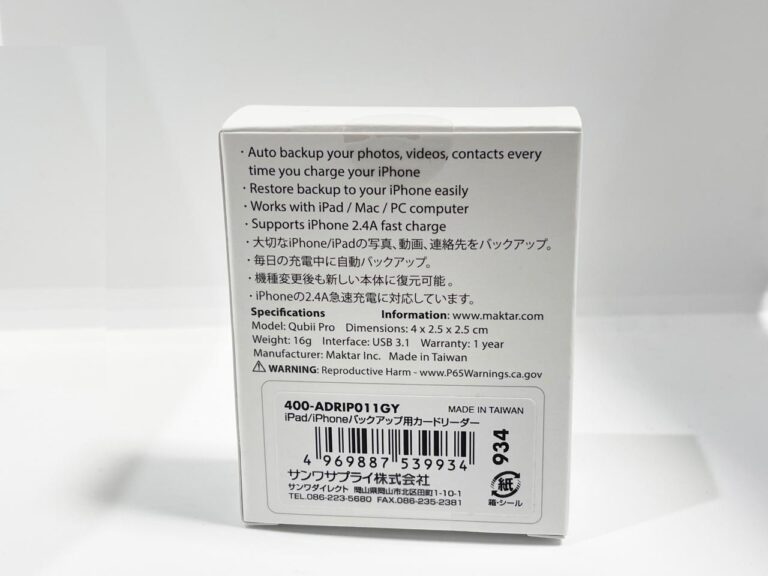 · Auto backup your photos, videos, contacts every
time you charge your iPhone
· Restore backup to your iPhone easily
· Works with iPad / Mac / PC computer
· Supports iPhone 2.4A fast charge
· 大切なiPhone/iPadの写真、動画、連絡先をバックアップ。
· 毎日の充電中に自動バックアップ。
· 機種変更後も新しい本体に復元可能 。
· iPhoneの2.4A急速充電に対応しています。
Specifications Information: www.maktar.com
Model: Qubii Pro Dimensions: 4 x 2.5 x 2.5 cm
Weight: 16g Interface: USB 3.1 Warranty: 1 year
Manufacturer: Maktar Inc. Made in Taiwan
⚠ WARNING: Reproductive Harm - www.P65Warnings.ca.gov
400-ADRIP011GY MADE IN TAIWAN
iPad/iPhoneバックアップ用カードリーダー
4 969887 539934
934
サンワサプライ株式会社
サンワダイレクト 岡山県岡山市北区田町1-10-1
TEL.086-223-5680 FAX.086-235-2381
紙
箱・シール